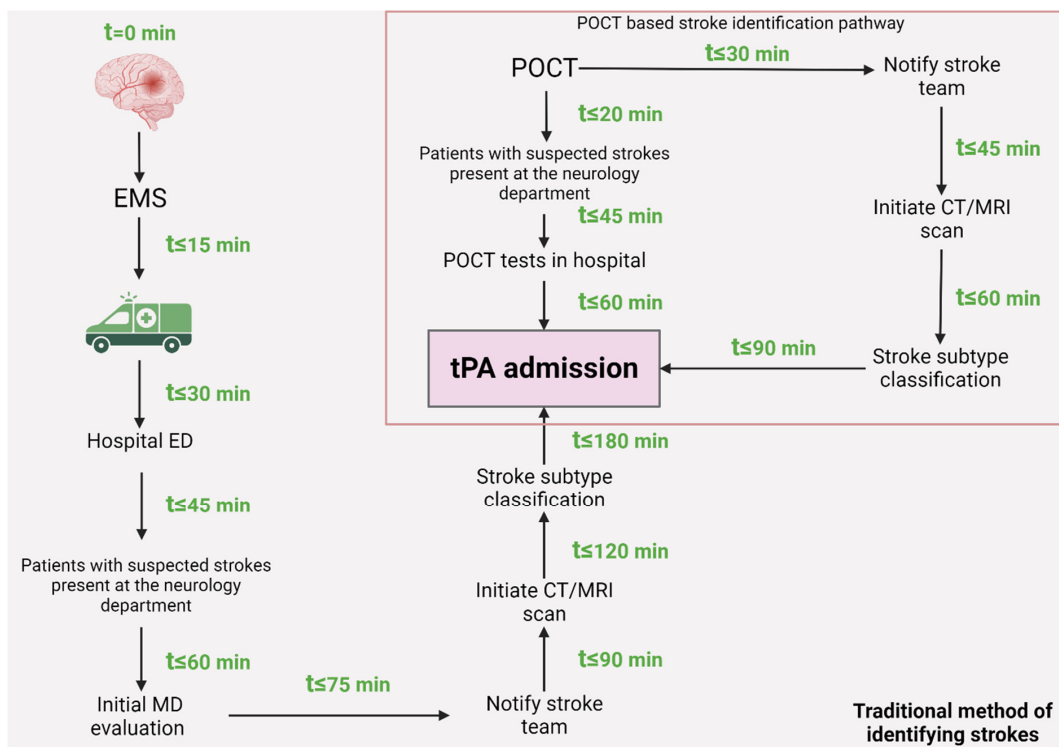 t=0 min
EMS
t≤15 min
t≤30 min
Hospital ED
t≤45 min
Patients with suspected strokes
present at the neurology
department
t≤60 min
Initial MD
evaluation
t≤75 min
Notify stroke
team
t≤90 min
Initiate CT/MRI
scan
t≤120 min
Stroke subtype
classification
t≤180 min
tPA admission
POCT based stroke identification pathway
POCT
t≤30 min
Notify stroke
team
t≤45 min
Initiate CT/MRI
scan
t≤60 min
Stroke subtype
classification
t≤90 min
t≤20 min
Patients with suspected strokes
present at the neurology
department
t≤45 min
POCT tests in hospital
t≤60 min
Traditional method of
identifying strokes